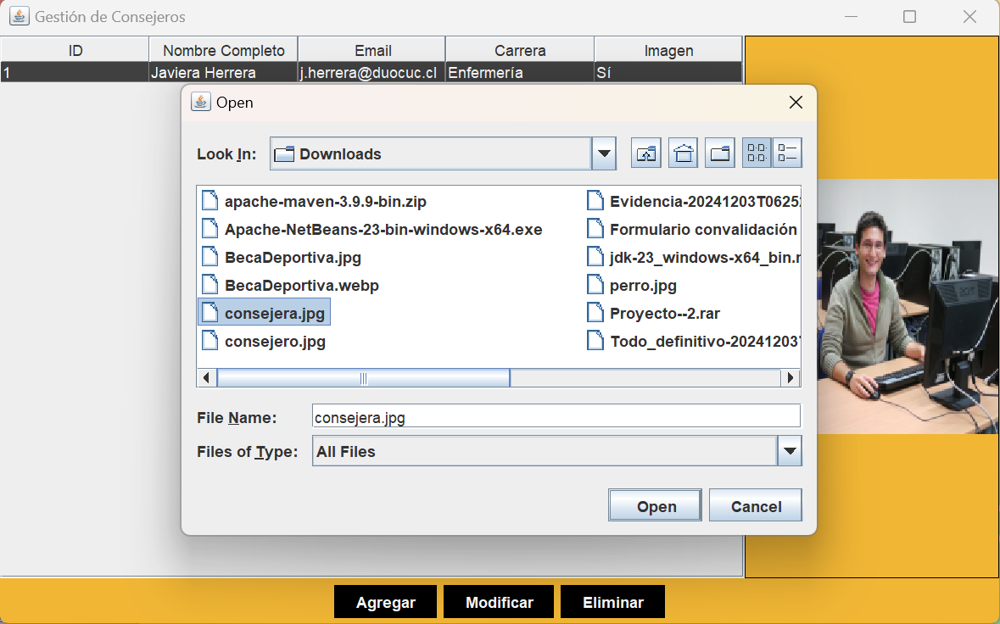 Gestión de Consejeros
ID Nombre Completo Email Carrera Imagen
1 Javiera Herrera j.herrera@duocuc.cl Enfermería Sí
Open
Look In: Downloads
apache-maven-3.9.9-bin.zip
Apache-NetBeans-23-bin-windows-x64.exe
BecaDeportiva.jpg
BecaDeportiva.webp
consejera.jpg
consejero.jpg
Evidencia-20241203T0625
Formulario convalidación
jdk-23_windows-x64_bin.
perro.jpg
Proyecto--2.rar
Todo_definitivo-20241203
File Name: consejera.jpg
Files of Type: All Files
Open Cancel
Agregar Modificar Eliminar